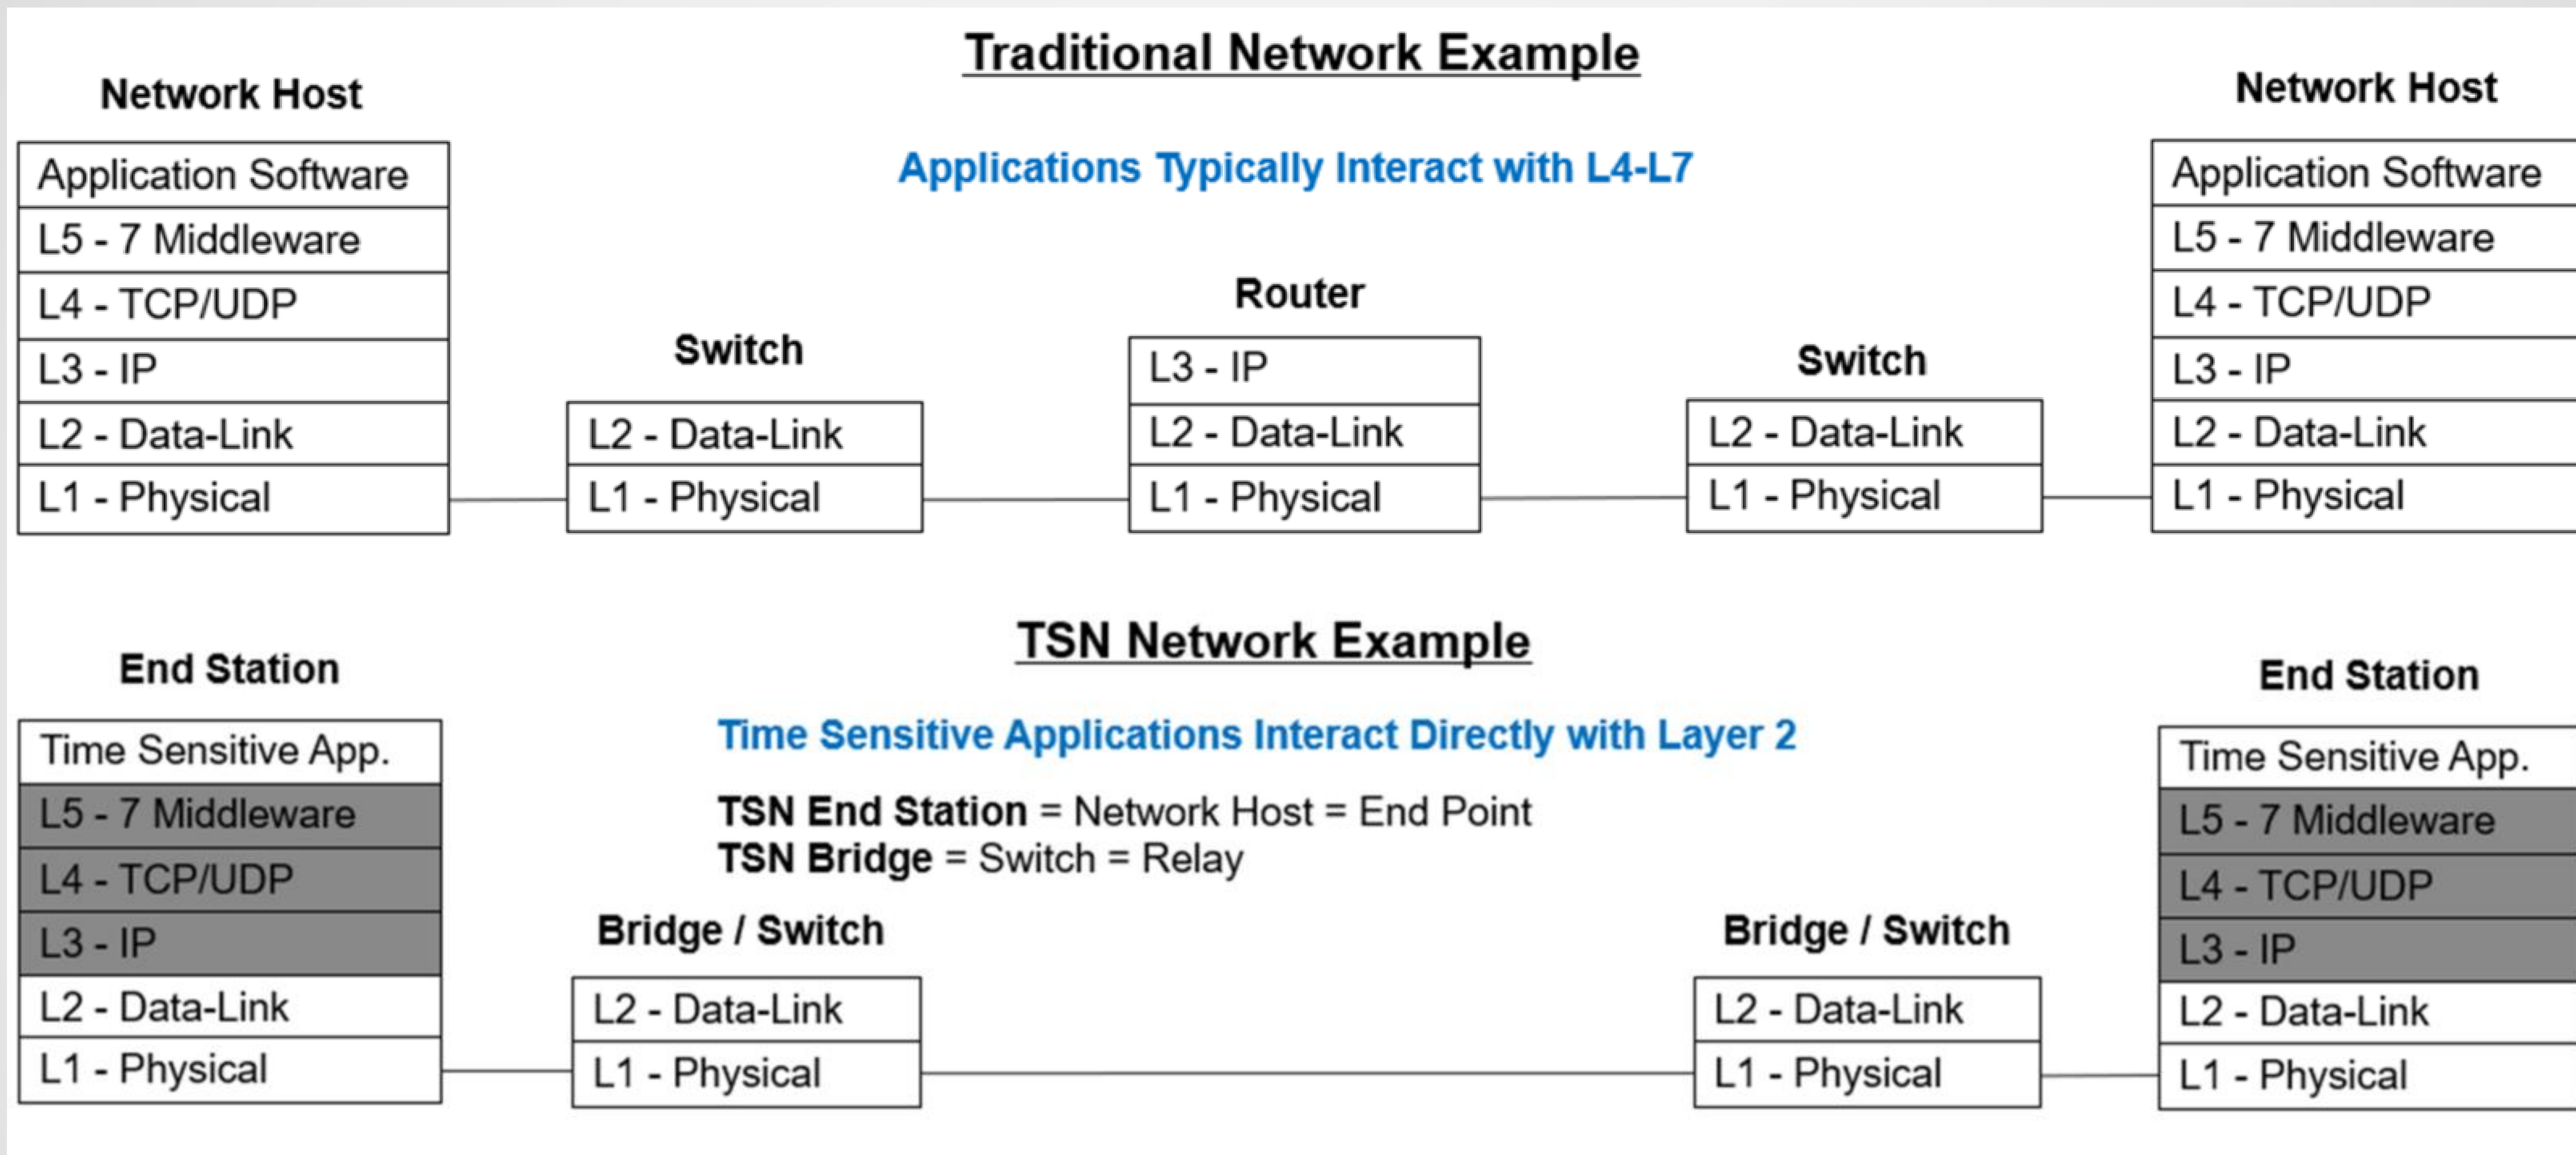 Traditional Network Example
Applications Typically Interact with L4-L7
Network Host
Application Software
L5 - 7 Middleware
L4 - TCP/UDP
L3 - IP
L2 - Data-Link
L1 - Physical
Switch
L2 - Data-Link
L1 - Physical
Router
L3 - IP
L2 - Data-Link
L1 - Physical
Switch
L2 - Data-Link
L1 - Physical
Network Host
Application Software
L5 - 7 Middleware
L4 - TCP/UDP
L3 - IP
L2 - Data-Link
L1 - Physical
TSN Network Example
Time Sensitive Applications Interact Directly with Layer 2
TSN End Station = Network Host = End Point
TSN Bridge = Switch = Relay
End Station
Time Sensitive App.
L5 - 7 Middleware
L4 - TCP/UDP
L3 - IP
L2 - Data-Link
L1 - Physical
Bridge / Switch
L2 - Data-Link
L1 - Physical
Bridge / Switch
L2 - Data-Link
L1 - Physical
End Station
Time Sensitive App.
L5 - 7 Middleware
L4 - TCP/UDP
L3 - IP
L2 - Data-Link
L1 - Physical